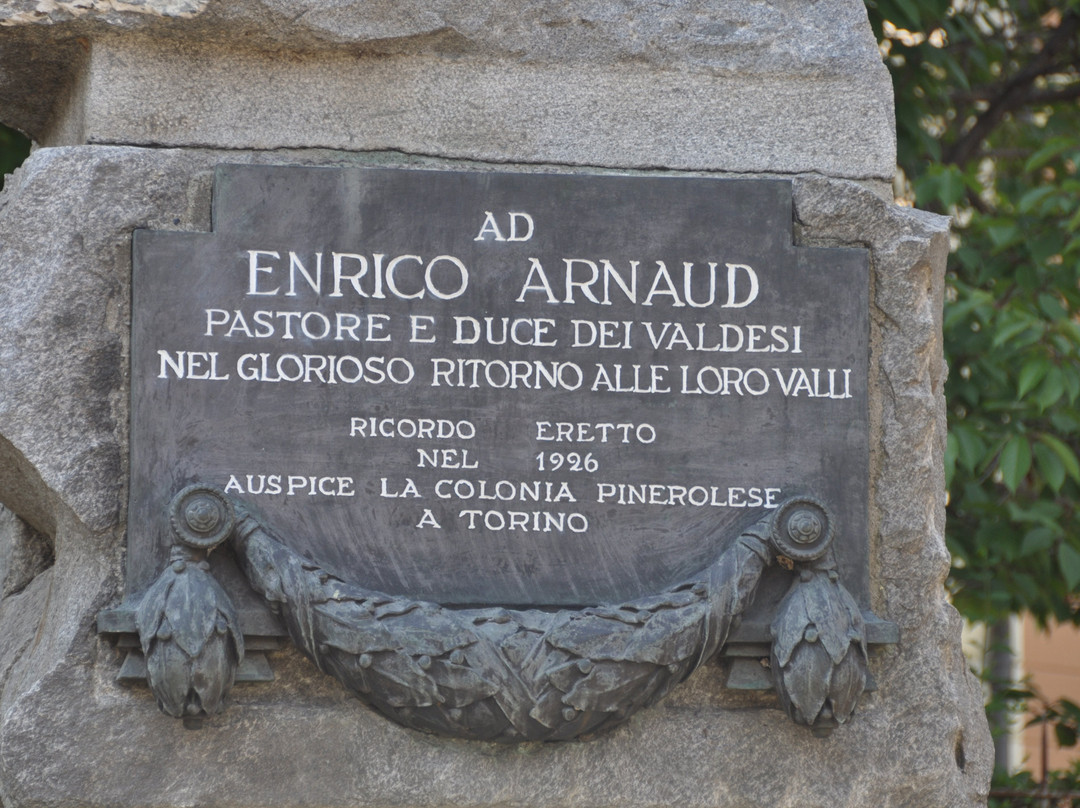 AD
ENRICO ARNAUD
PASTORE E DUCE DEI VALDESI
NEL GLORIOSO RITORNO ALLE LORO VALLI
RICORDO ERETTO
NEL 1926
AUSPICE LA COLONIA PINEROLESE
A TORINO